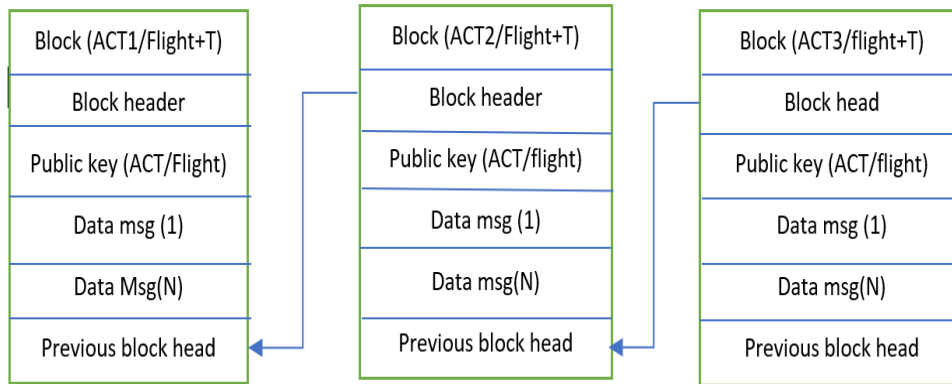 Block (ACT1/Flight+T)
Block header
Public key (ACT/Flight)
Data msg (1)
Data Msg(N)
Previous block head
Block (ACT2/Flight+T)
Block header
Public key (ACT/flight)
Data msg (1)
Data msg(N)
Previous block head
Block (ACT3/flight+T)
Block head
Public key (ACT/flight)
Data msg (1)
Data msg(N)
Previous block head